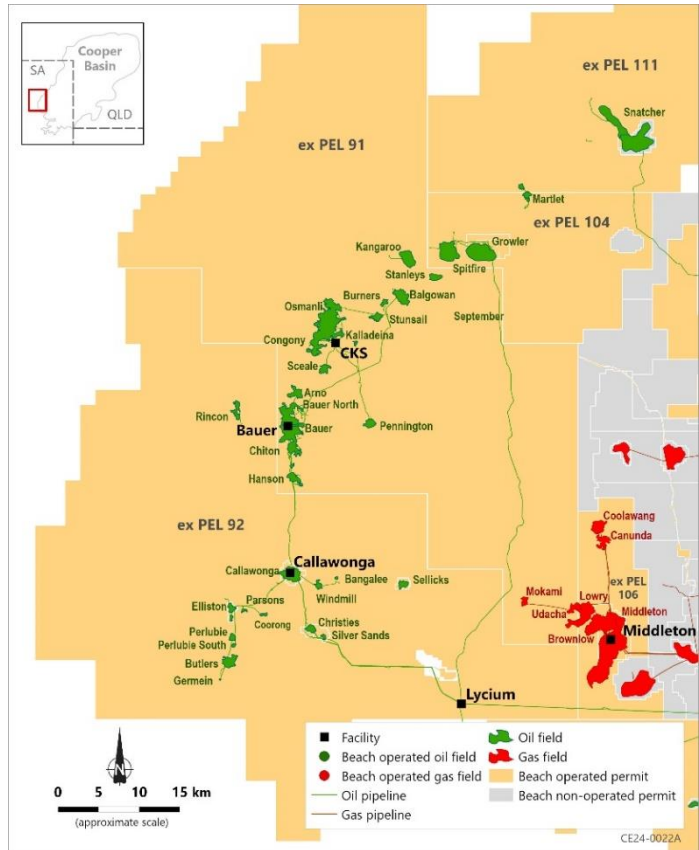 Cooper
Basin
SA
QLD
ex PEL 111
Snatcher
ex PEL 91
Martlet
ex PEL 104
Kangaroo
Growler
Stanleys
Spitfire
Burners
Balgowan
Osmanli
Stunsail
September
Kalladeina
Congony
CKS
Sceale
Arno
Rincon
Bauer North
Bauer
Bauer
Pennington
Chiton
Hanson
ex PEL 92
Coolawang
Canunda
Callawonga
Callawonga
Bangalee
Sellicks
ex PEL
106
Windmill
Mokami
Lowry
Elliston
Parsons
Udacha
Middleton
Coorong
Christies
Perlubie
Silver Sands
Brownlow
Middleton
Perlubie South
Butlers
Germein
Lycium
N
0 5 10 15 km
(approximate scale)
Facility
Beach operated oil field
Beach operated gas field
Oil pipeline
Gas pipeline
Oil field
Gas field
Beach operated permit
Beach non-operated permit
CE24-0022A